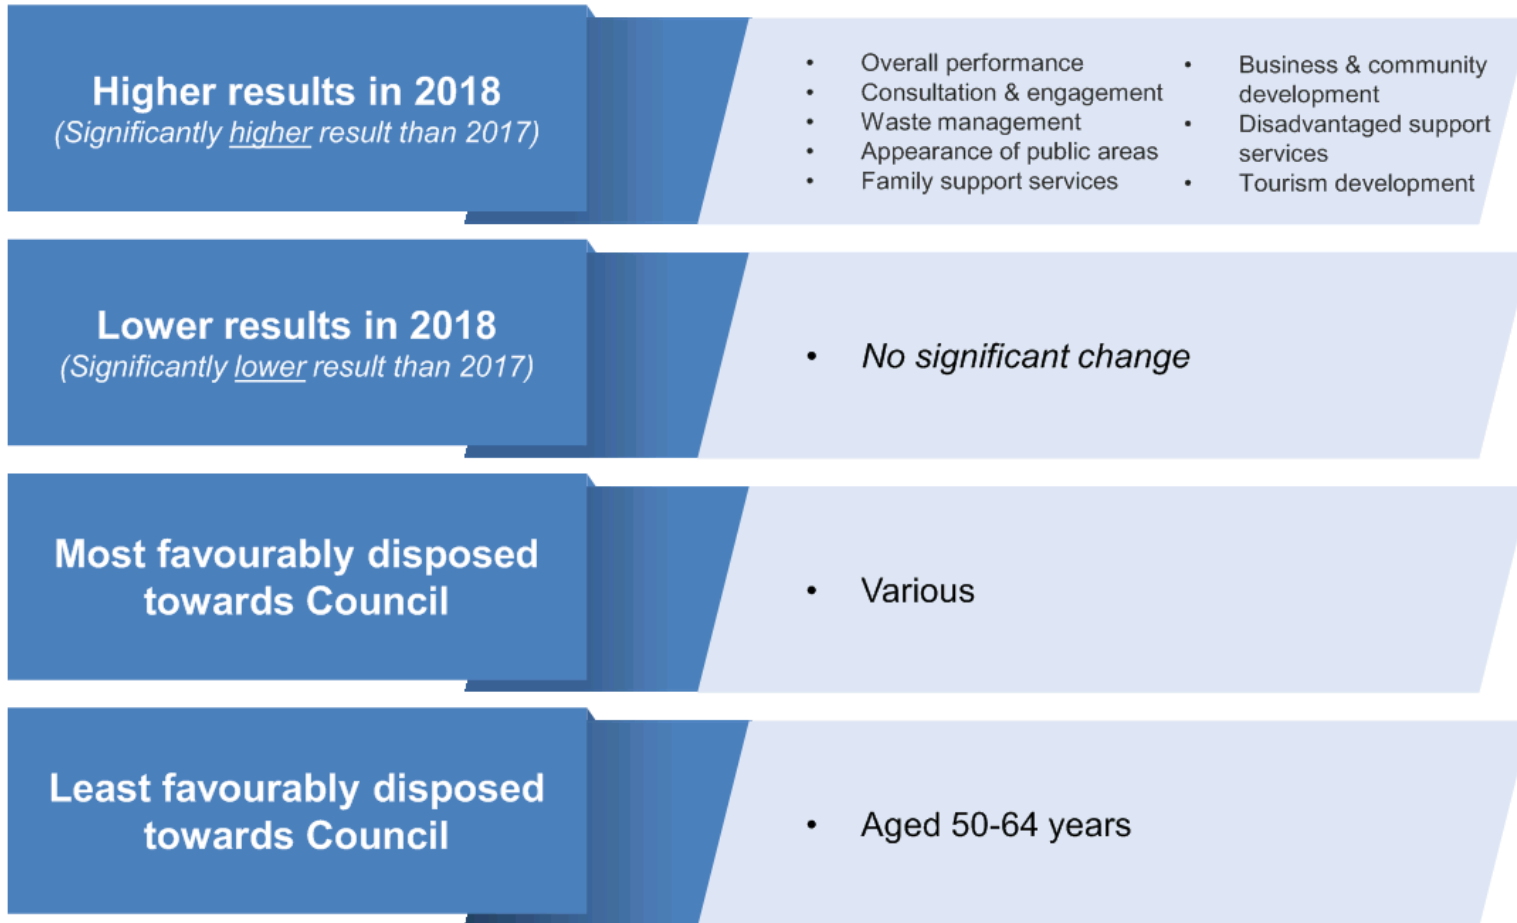 Higher results in 2018
(Significantly higher result than 2017)
• Overall performance
• Consultation & engagement
• Waste management
• Appearance of public areas
• Family support services
• Business & community
development
• Disadvantaged support
services
• Tourism development
Lower results in 2018
(Significantly lower result than 2017)
• No significant change
Most favourably disposed
towards Council
• Various
Least favourably disposed
towards Council
• Aged 50-64 years